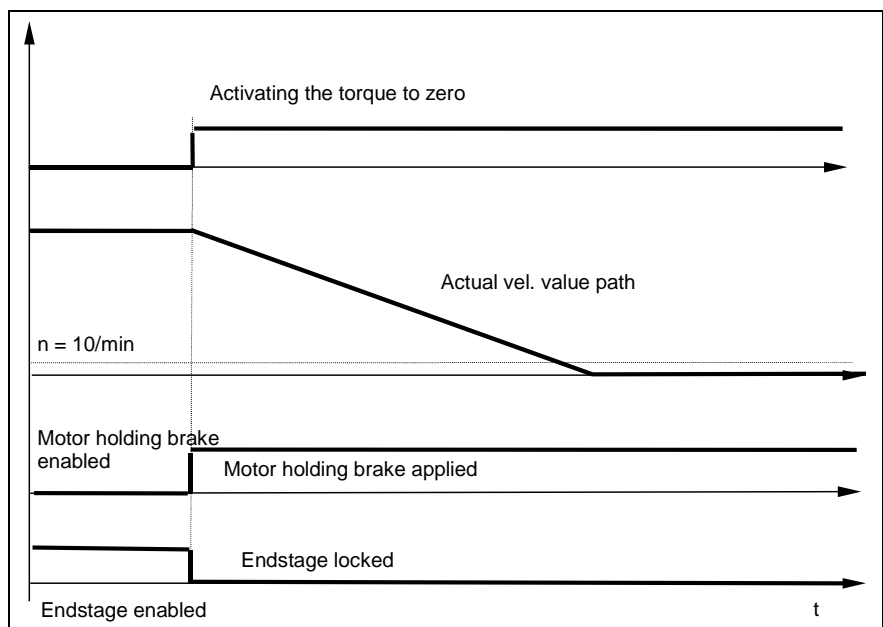 Activating the torque to zero
Actual vel. value path
n = 10/min
Motor holding brake
enabled
Motor holding brake applied
Endstage locked
Endstage enabled
t